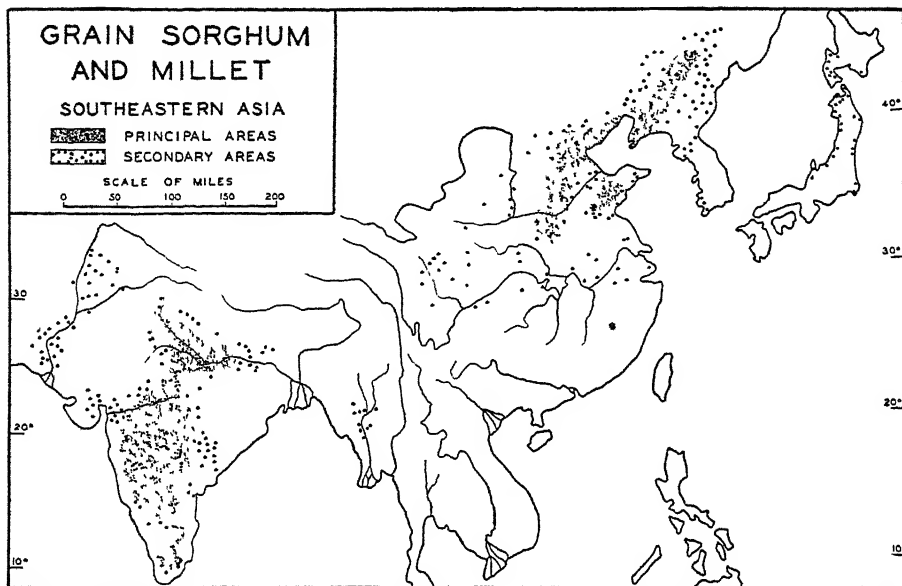 GRAIN SORGHUM
AND MILLET
SOUTHEASTERN ASIA
PRINCIPAL AREAS
SECONDARY AREAS
SCALE OF MILES
0 50 100 150 200
40°
30°
30
20°
20°
10°
10